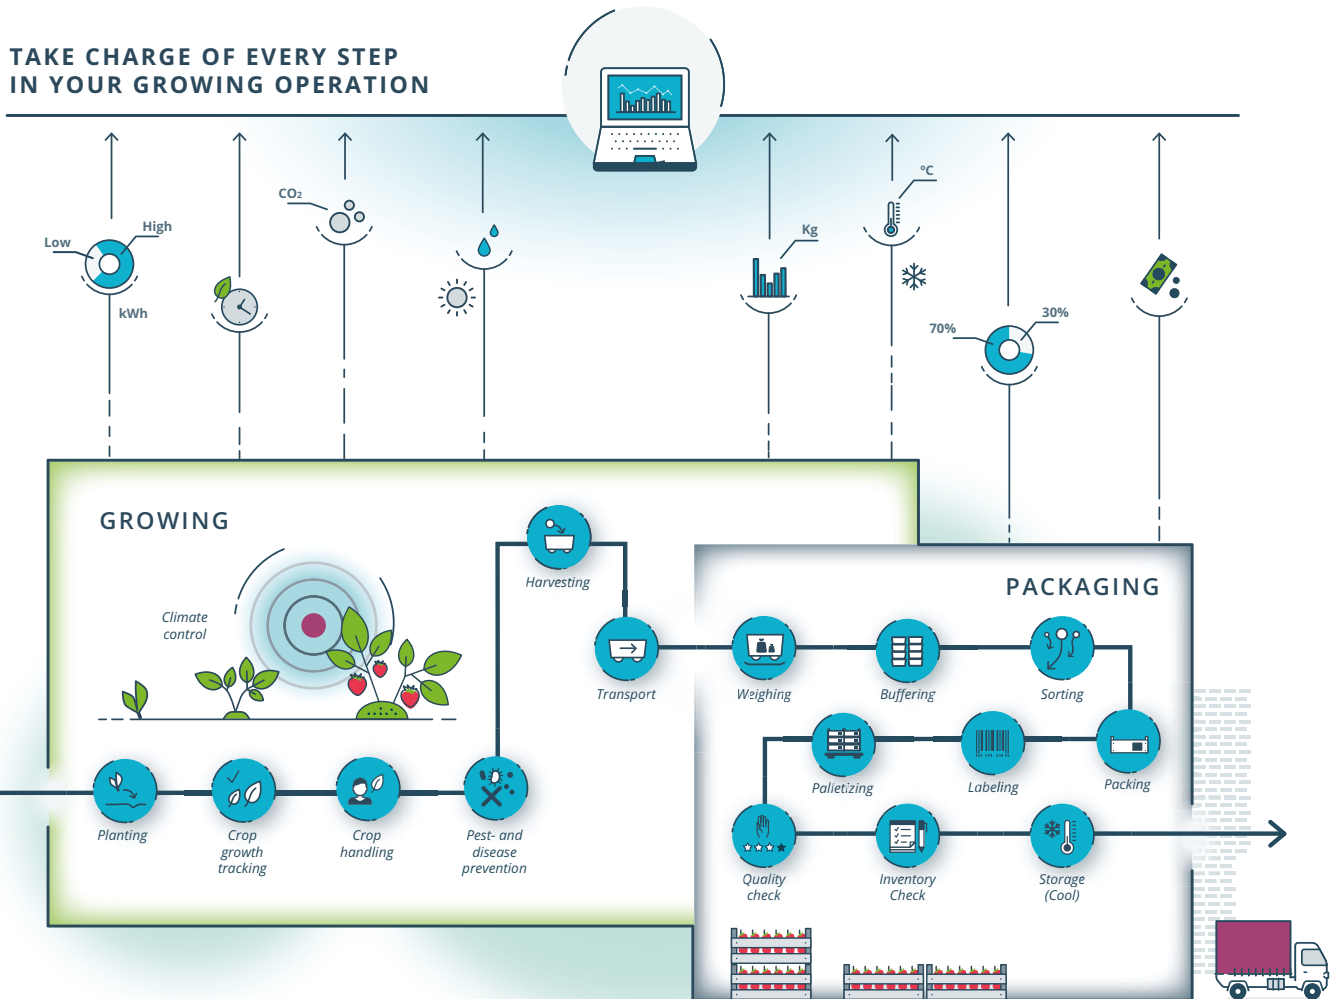 TAKE CHARGE OF EVERY STEP
IN YOUR GROWING OPERATION
Low
High
kWh
CO₂
Kg
°C
70%
30%
GROWING
Climate
control
Harvesting
Transport
Planting
Crop
growth
tracking
Crop
handling
Pest- and
disease
prevention
PACKAGING
Weighing
Buffering
Sorting
Palletizing
Labeling
Packing
Quality
check
Inventory
Check
Storage
(Cool)